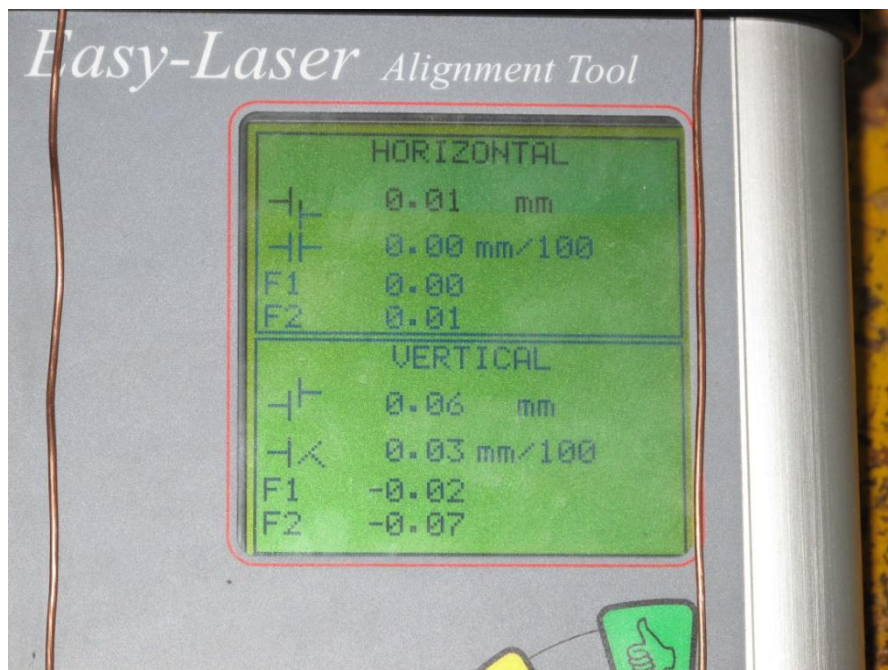 Easy-Laser Alignment Tool
HORIZONTAL
0.01 mm
0.00 mm/100
F1 0.00
F2 0.01
VERTICAL
0.06 mm
0.03 mm/100
F1 -0.02
F2 -0.07